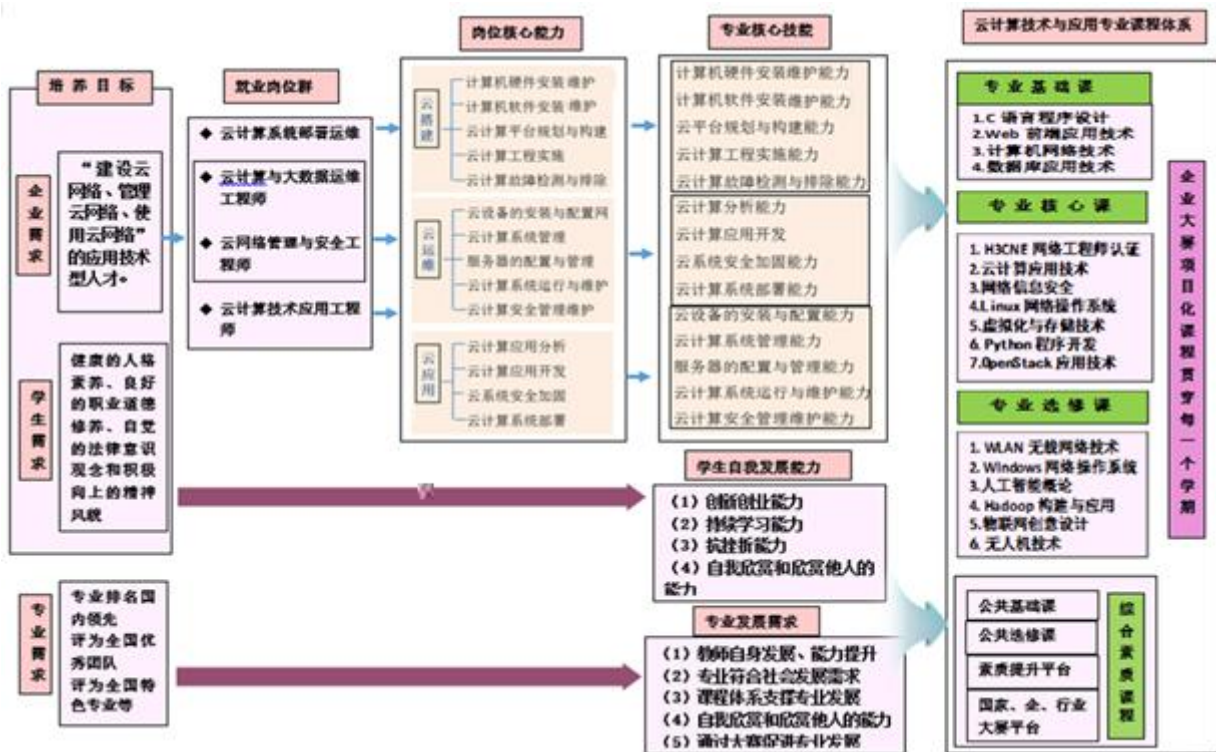 培养目标
企业需求
“建设云
网络、管理
云网络、使
用云网络”
的应用技术
型人才。
学生需求
健康的人格
素养、良好
的职业道德
修养、自觉
的法律意识
观念和积极
向上的精神
风貌
专业需求
专业排名国
内领先
评为全国优
秀团队
评为全国特
色专业等
就业岗位群
◆ 云计算系统部署运维
◆ 云计算与大数据运维
工程师
◆ 云网络管理与安全工
程师
◆ 云计算技术应用工程
师
岗位核心能力
云搭建
计算机硬件安装维护
计算机软件安装维护
云计算平台规划与构建
云计算工程实施
云计算故障检测与排除
云运维
云设备的安装与配置网
云计算系统管理
服务器的配置与管理
云计算系统运行与维护
云计算安全管理维护
云应用
云计算应用分析
云计算应用开发
云系统安全加固
云计算系统部署
专业核心技能
计算机硬件安装维护能力
计算机软件安装维护能力
云平台规划与构建能力
云计算工程实施能力
云计算故障检测与排除能力
云计算分析能力
云计算应用开发
云系统安全加固能力
云计算系统部署能力
云设备的安装与配置能力
云计算系统管理能力
服务器的配置与管理能力
云计算系统运行与维护能力
云计算安全管理维护能力
学生自我发展能力
（1）创新创业能力
（2）持续学习能力
（3）抗挫折能力
（4）自我欣赏和欣赏他人的
能力
专业发展需求
（1）教师自身发展、能力提升
（2）专业符合社会发展需求
（3）课程体系支撑专业发展
（4）自我欣赏和欣赏他人的能力
（5）通过大赛促进专业发展
云计算技术与应用专业课程体系
专业基础课
1.C 语言程序设计
2.Web 前端应用技术
3.计算机网络技术
4.数据库应用技术
专业核心课
1. H3CNE 网络工程师认证
2.云计算应用技术
3.网络信息安全
4.Linux 网络操作系统
5.虚拟化与存储技术
6. Python 程序开发
7.OpenStack 应用技术
专业选修课
1. WLAN 无线网络技术
2. Windows 网络操作系统
3.人工智能概论
4. Hadoop 构建与应用
5.物联网创意设计
6. 无人机技术
企业大赛项目化课程贯穿每一个学期
公共基础课
公共选修课
素质提升平台
国家、企、行业
大赛平台
综合素质课程